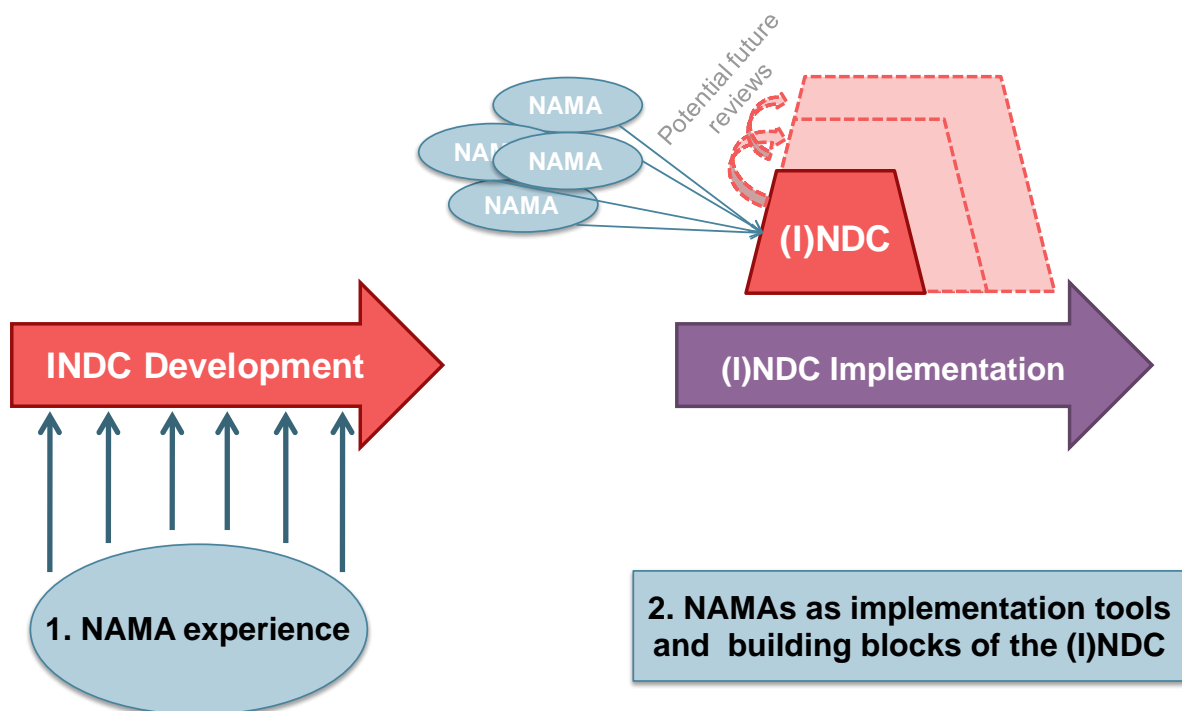 Potential future
reviews
NAMA
NAM
NAMA
NAMA
(I)NDC
INDC Development
(I)NDC Implementation
1. NAMA experience
2. NAMAs as implementation tools
and  building blocks of the (I)NDC